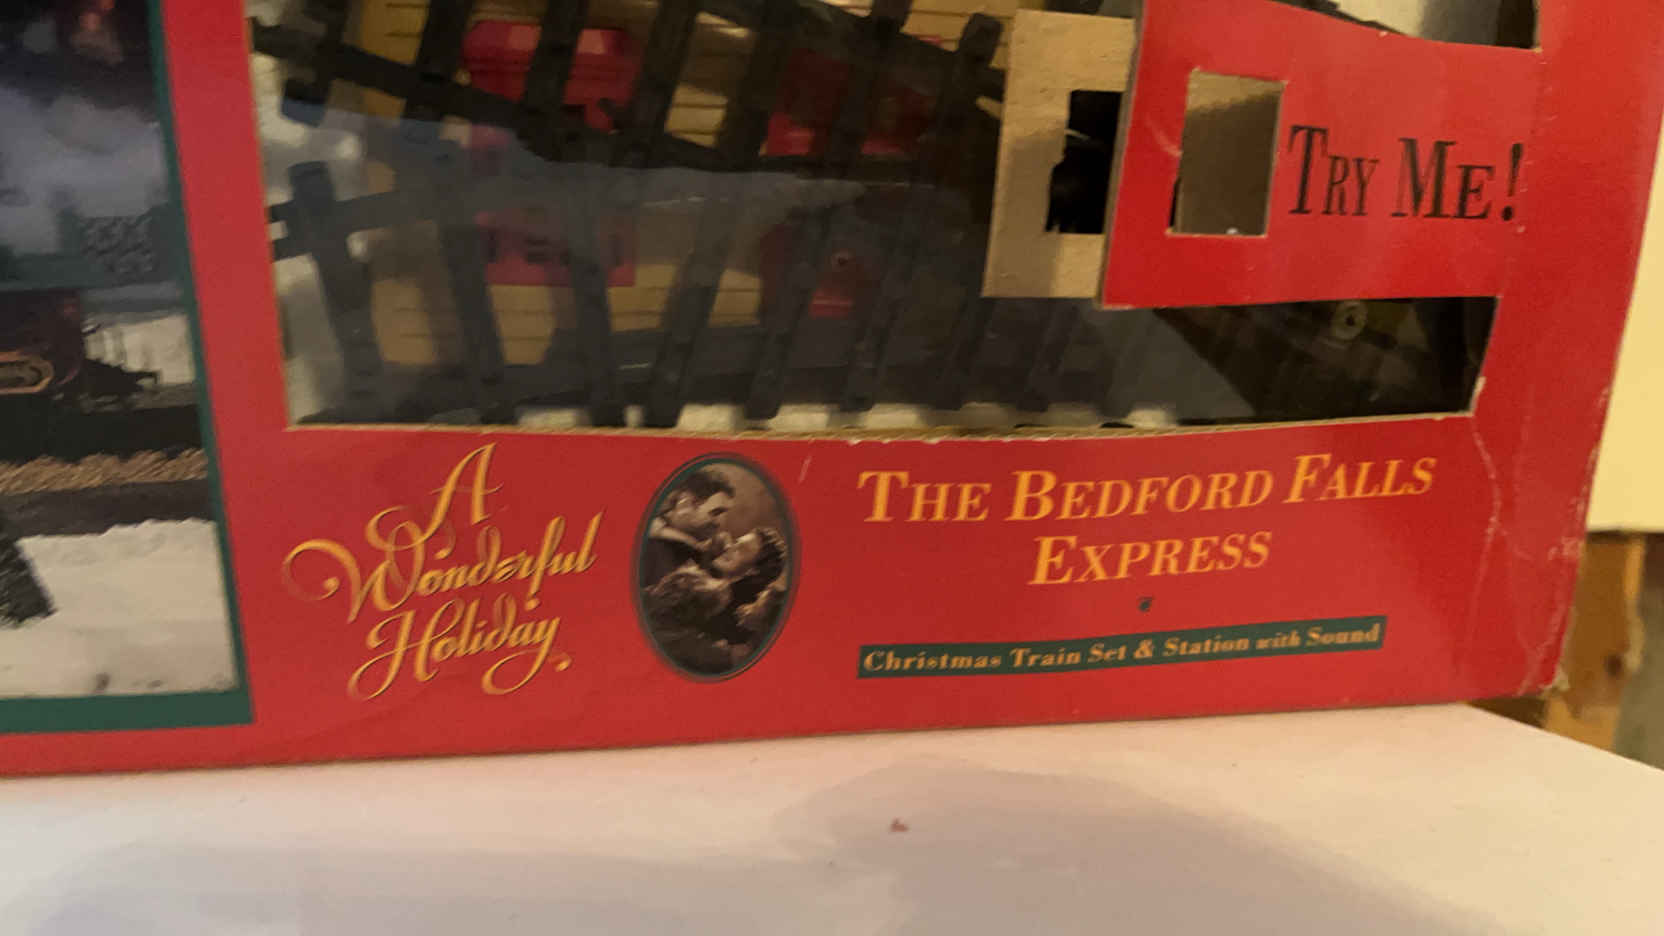 TRY ME!
A
Wonderful
Holiday
THE BEDFORD FALLS
EXPRESS
Christmas Train Set & Station with Sound